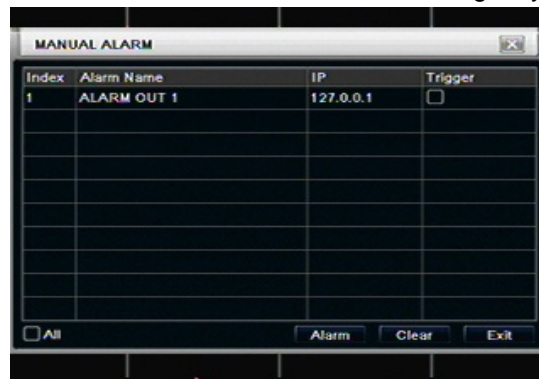 MANUAL ALARM
Index Alarm Name IP Trigger
1 ALARM OUT 1 127.0.0.1
All Alarm Clear Exit